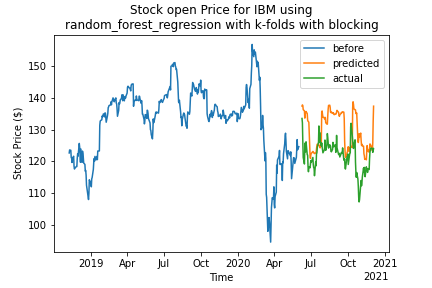 Stock open Price for IBM using
random_forest_regression with k-folds with blocking
before
predicted
actual
Stock Price ($)
150
140
130
120
110
100
2019 Apr Jul Oct 2020 Apr Jul Oct 2021
2021
Time